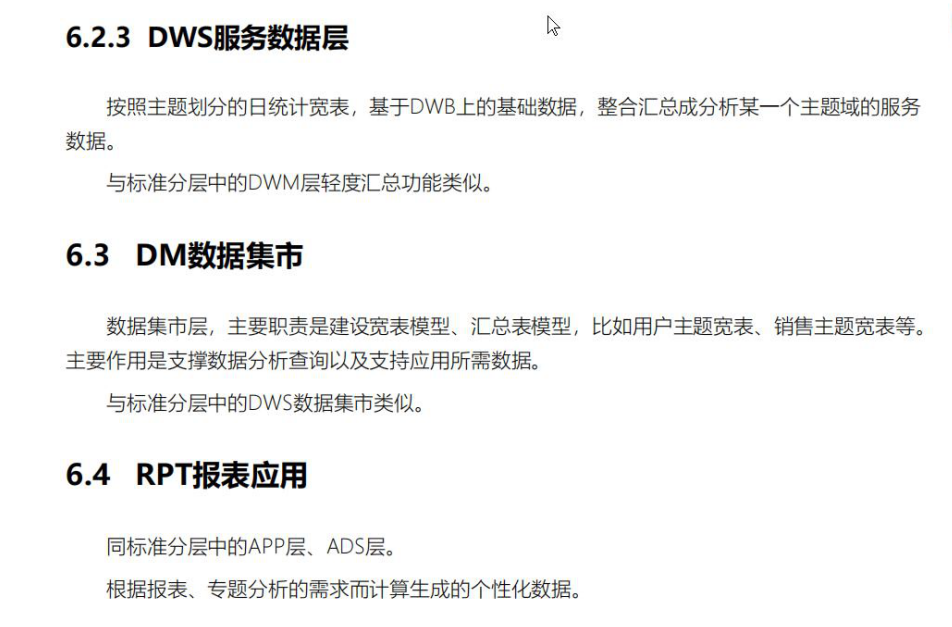 6.2.3 DWS服务数据层
按照主题划分的日统计宽表，基于DWB上的基础数据，整合汇总成分析某一个主题域的服务
数据。
与标准分层中的DWM层轻度汇总功能类似。
6.3 DM数据集市
数据集市层，主要职责是建设宽表模型、汇总表模型，比如用户主题宽表、销售主题宽表等。
主要作用是支撑数据分析查询以及支持应用所需数据。
与标准分层中的DWS数据集市类似。
6.4 RPT报表应用
同标准分层中的APP层、ADS层。
根据报表、专题分析的需求而计算生成的个性化数据。